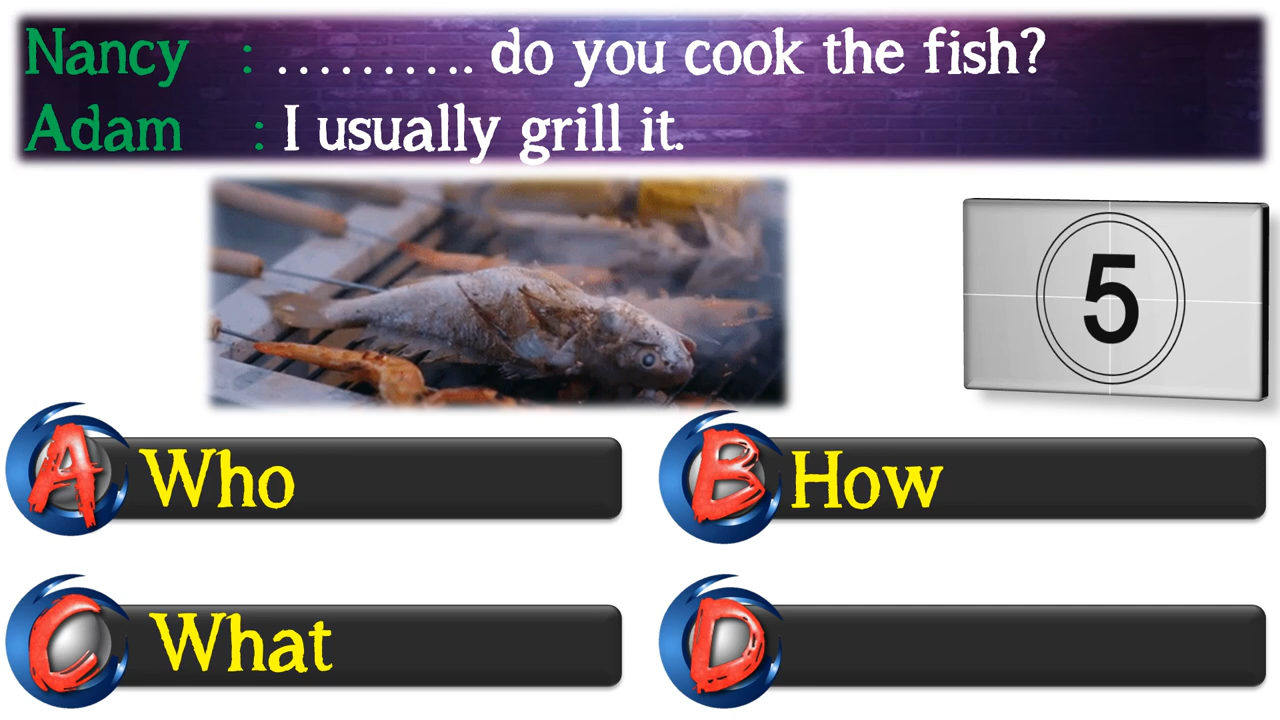 Nancy : ……….. do you cook the fish?
Adam : I usually grill it.
5
A Who
B How
C What
D